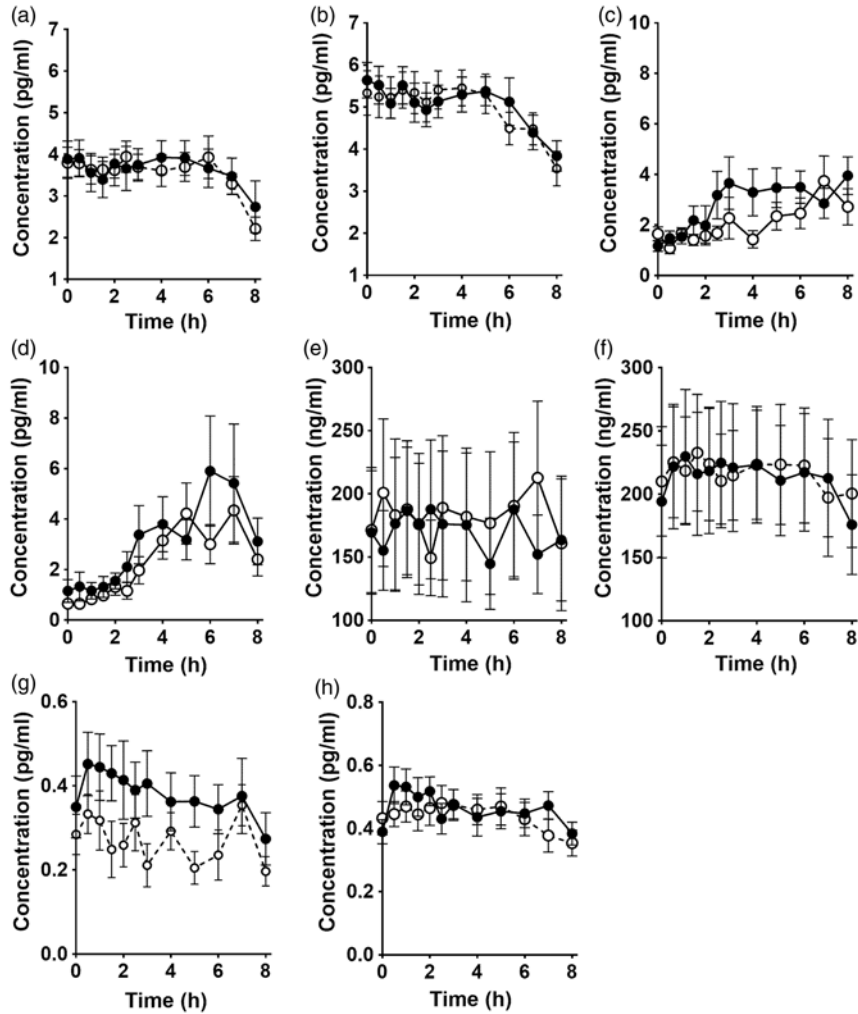 (a)
Concentration (pg/ml)
7
6
5
4
3
2
1
0 2 4 6 8
Time (h)
(b)
Concentration (pg/ml)
7
6
5
4
3
2
1
0 2 4 6 8
Time (h)
(c)
Concentration (pg/ml)
10
8
6
4
2
0
0 2 4 6 8
Time (h)
(d)
Concentration (pg/ml)
10
8
6
4
2
0
0 2 4 6 8
Time (h)
(e)
Concentration (ng/ml)
300
250
200
150
100
0 2 4 6 8
Time (h)
(f)
Concentration (ng/ml)
300
250
200
150
100
0 2 4 6 8
Time (h)
(g)
Concentration (pg/ml)
0.6
0.4
0.2
0.0
0 2 4 6 8
Time (h)
(h)
Concentration (pg/ml)
0.8
0.6
0.4
0.2
0.0
0 2 4 6 8
Time (h)